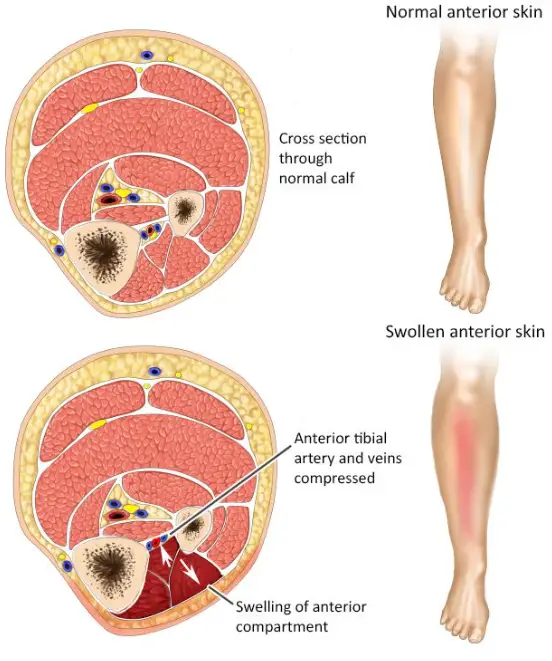 Normal anterior skin
Cross section
through
normal calf
Swollen anterior skin
Anterior tibial
artery and veins
compressed
Swelling of anterior
compartment